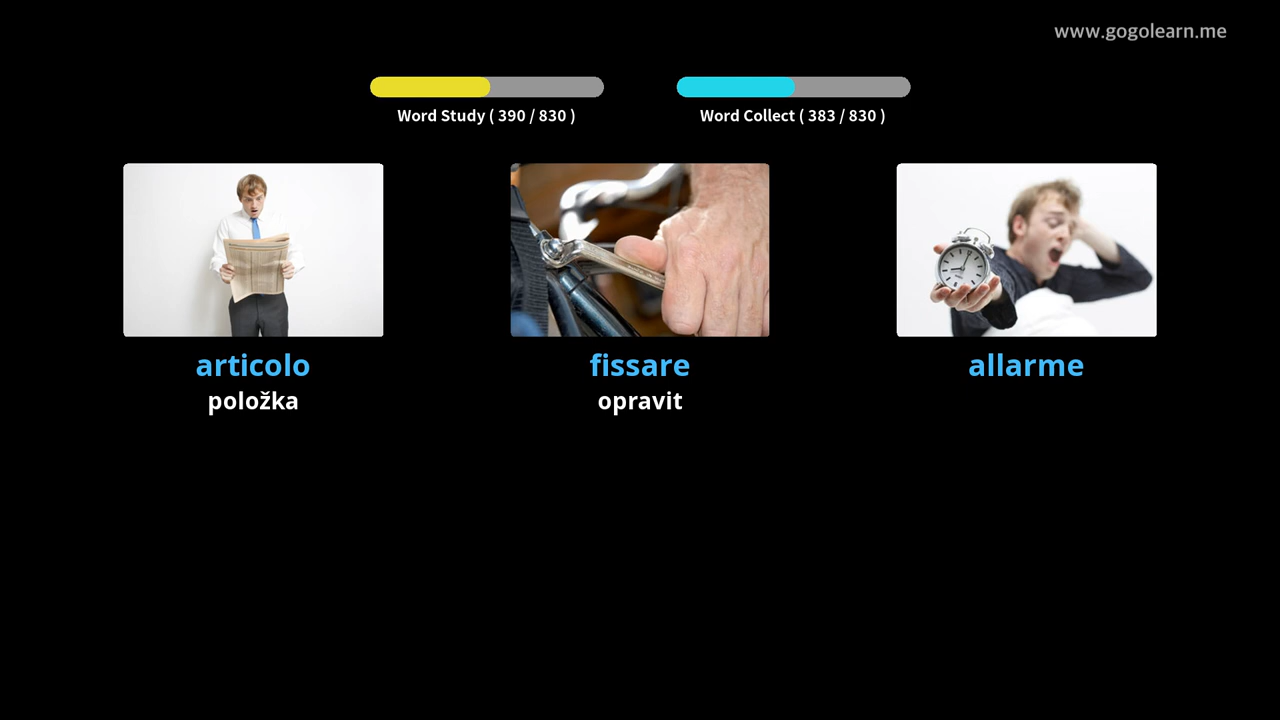 www.gogolearn.me
Word Study ( 390 / 830 )
Word Collect ( 383 / 830 )
articolo
položka
fissare
opravit
allarme